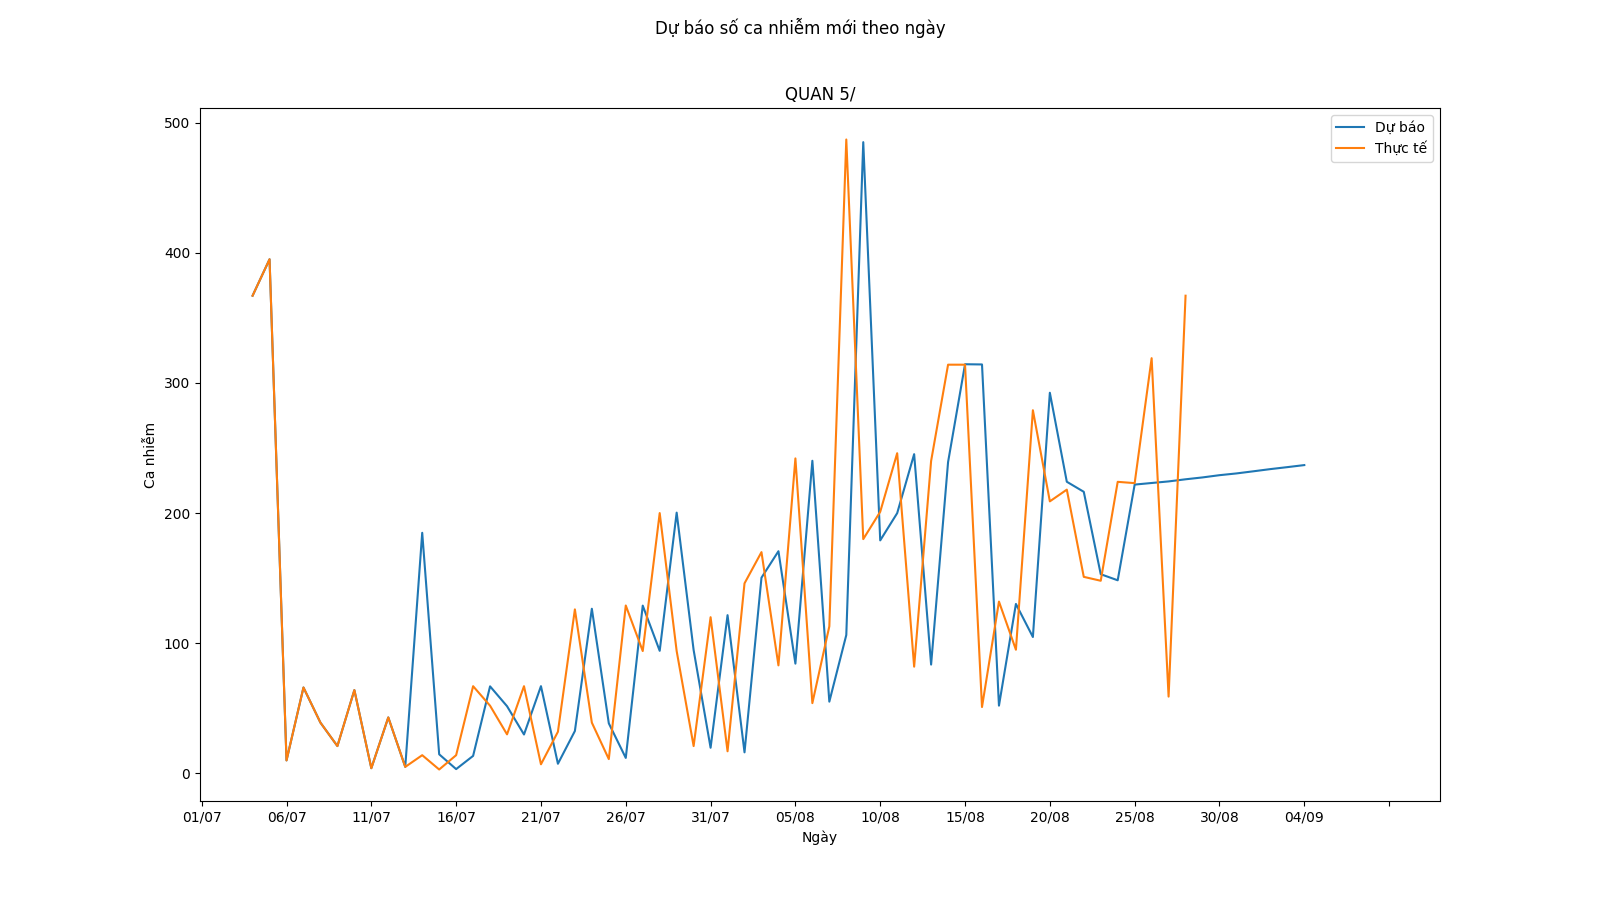 Dự báo số ca nhiễm mới theo ngày
QUAN 5/
Dự báo
Thực tế
500
400
300
200
100
0
Ca nhiễm
01/07 06/07 11/07 16/07 21/07 26/07 31/07 05/08 10/08 15/08 20/08 25/08 30/08 04/09
Ngày